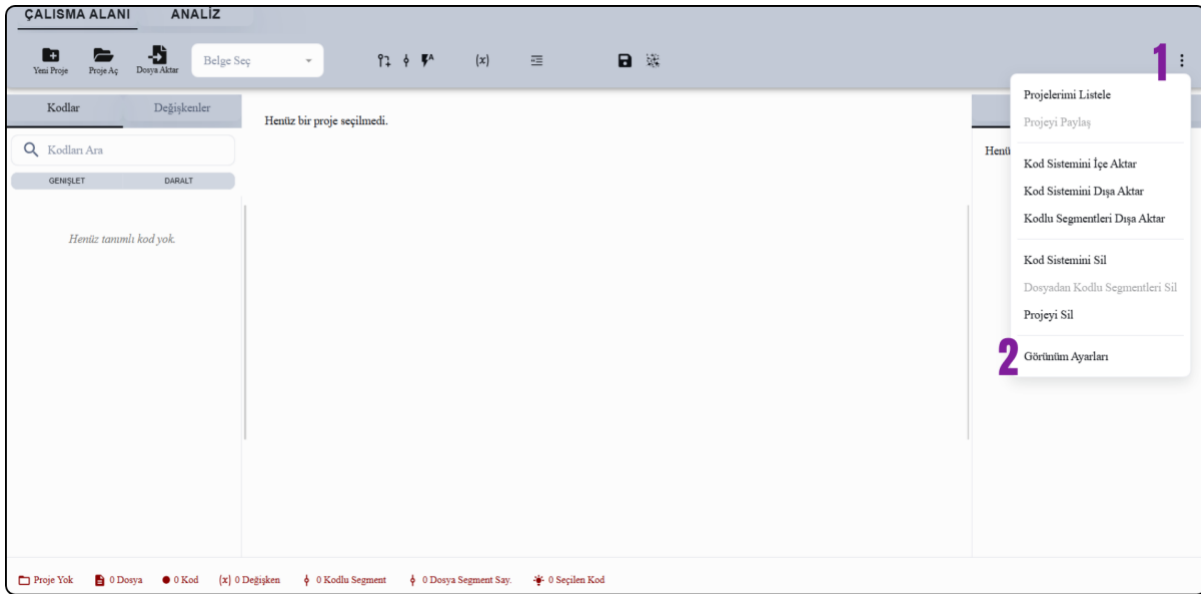 ÇALISMA ALANI ANALİZ
Yeni Proje Proje Aç Dosya Aktar Belge Seç (x)
1
Kodlar Değişkenler
Henüz bir proje seçilmedi.
Kodları Ara
GENIŞLET DARALT
Henüz tanımlı kod yok.
Henü
Projelerimi Listele
Projeyi Paylaş
Kod Sistemini İçe Aktar
Kod Sistemini Dışa Aktar
Kodlu Segmentleri Dışa Aktar
Kod Sistemini Sil
Dosyadan Kodlu Segmentleri Sil
Projeyi Sil
2 Görünüm Ayarları
Proje Yok 0 Dosya 0 Kod (x) 0 Değişken 0 Kodlu Segment 0 Dosya Segment Say. 0 Seçilen Kod